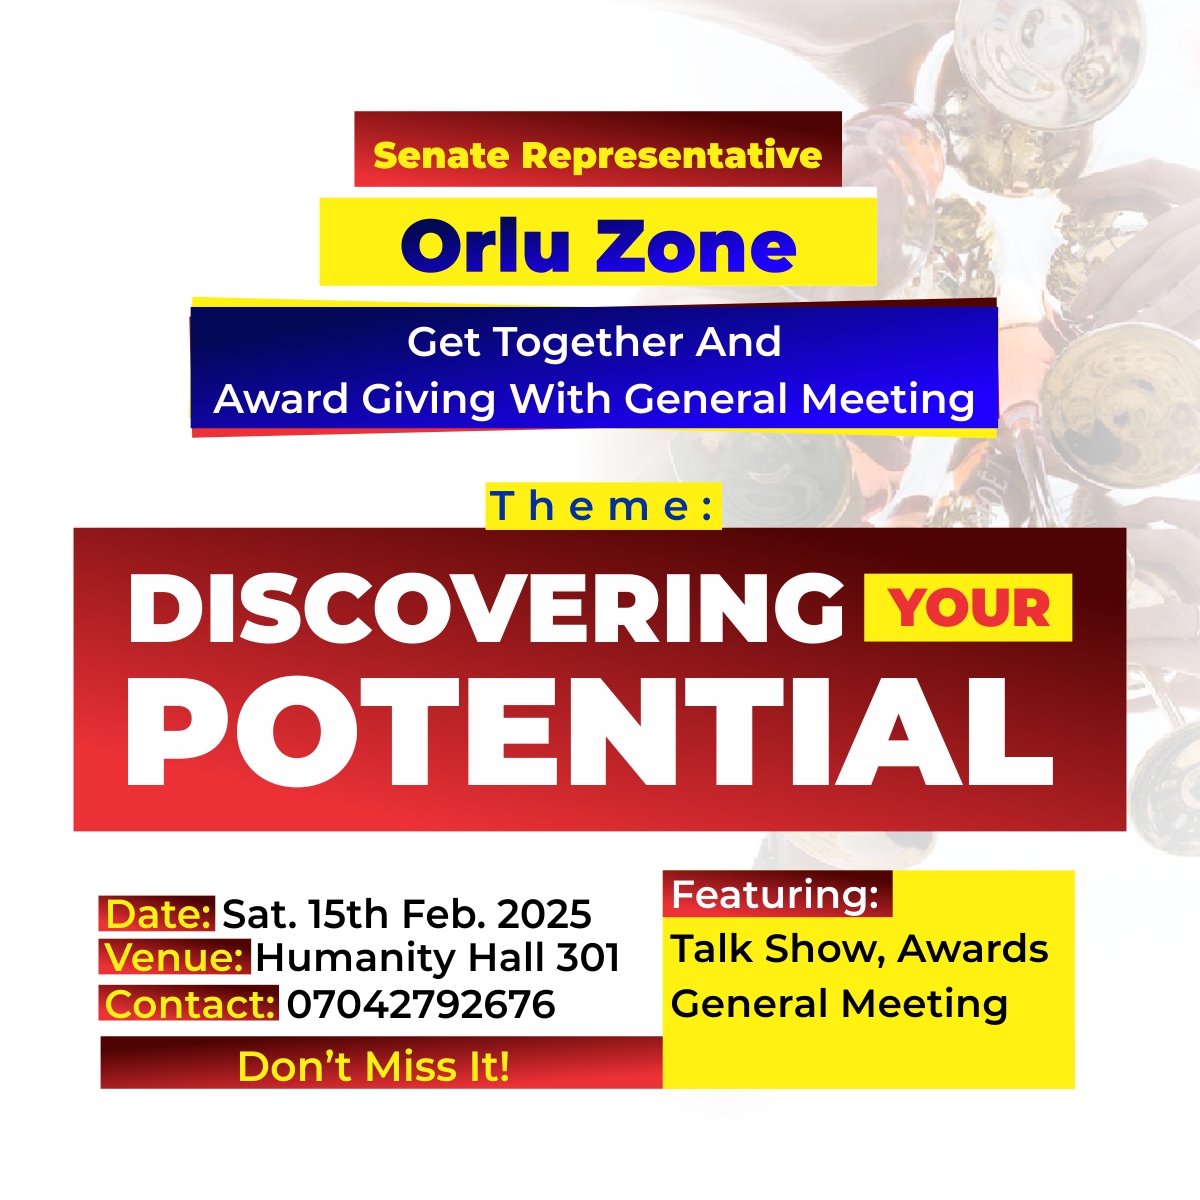 Senate Representative
Orlu Zone
Get Together And
Award Giving With General Meeting
Theme:
DISCOVERING YOUR
POTENTIAL
Date: Sat. 15th Feb. 2025
Venue: Humanity Hall 301
Contact: 07042792676
Don’t Miss It!
Featuring:
Talk Show, Awards
General Meeting